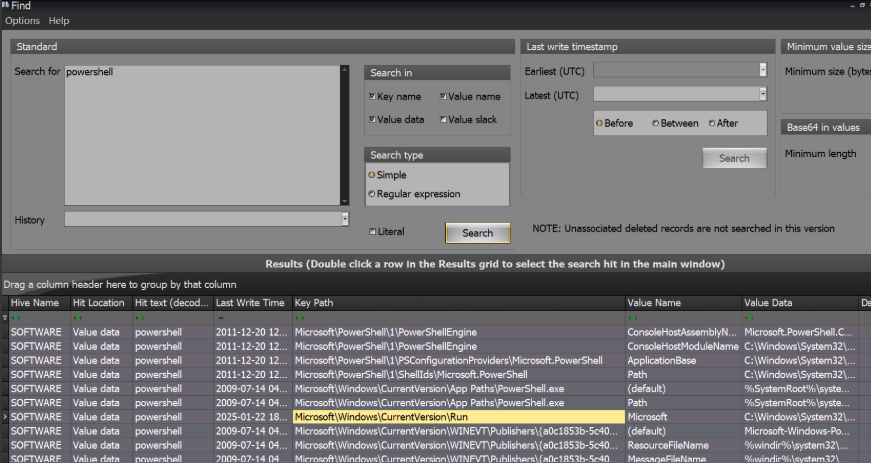 Find
Options Help
Standard
Search for powershell
Search in
Key name Value name
Value data Value slack
Search type
Simple
Regular expression
History
Literal Search
Last write timestamp
Earliest (UTC)
Latest (UTC)
Before Between After
Search
Minimum value size
Minimum size (bytes
Base64 in values
Minimum length
NOTE: Unassociated deleted records are not searched in this version
Results (Double click a row in the Results grid to select the search hit in the main window)
Drag a column header here to group by that column
Hive Name Hit Location Hit text (decod... Last Write Time Key Path Value Name Value Data De
SOFTWARE Value data powershell 2011-12-20 12... Microsoft\PowerShell\1\PowerShellEngine ConsoleHostAssemblyN... Microsoft.PowerShell.C...
SOFTWARE Value data powershell 2011-12-20 12... Microsoft\PowerShell\1\PowerShellEngine ConsoleHostModuleName C:\Windows\System32\...
SOFTWARE Value data powershell 2011-12-20 12... Microsoft\PowerShell\1\PSConfigurationProviders\Microsoft.PowerShell ApplicationBase C:\Windows\System32\...
SOFTWARE Value data powershell 2011-12-20 12... Microsoft\PowerShell\1\ShellIds\Microsoft.PowerShell Path C:\Windows\System32\...
SOFTWARE Value data powershell 2009-07-14 04... Microsoft\Windows\CurrentVersion\App Paths\PowerShell.exe (default) %SystemRoot%\syste...
SOFTWARE Value data powershell 2009-07-14 04... Microsoft\Windows\CurrentVersion\App Paths\PowerShell.exe Path %SystemRoot%\syste...
SOFTWARE Value data powershell 2025-01-22 18... Microsoft\Windows\CurrentVersion\Run Microsoft C:\Windows\System32\...
SOFTWARE Value data powershell 2009-07-14 04... Microsoft\Windows\CurrentVersion\WINEVT\Publishers\{a0c1853b-5c40... (default) Microsoft-Windows-Po...
SOFTWARE Value data powershell 2009-07-14 04... Microsoft\Windows\CurrentVersion\WINEVT\Publishers\{a0c1853b-5c40... ResourceFileName %windir%\system32\...
SOFTWARE Value data powershell 2009-07-14 04... Microsoft\Windows\CurrentVersion\WINEVT\Publishers\{a0c1853b-5c40... MessageFileName %windir%\system32\...